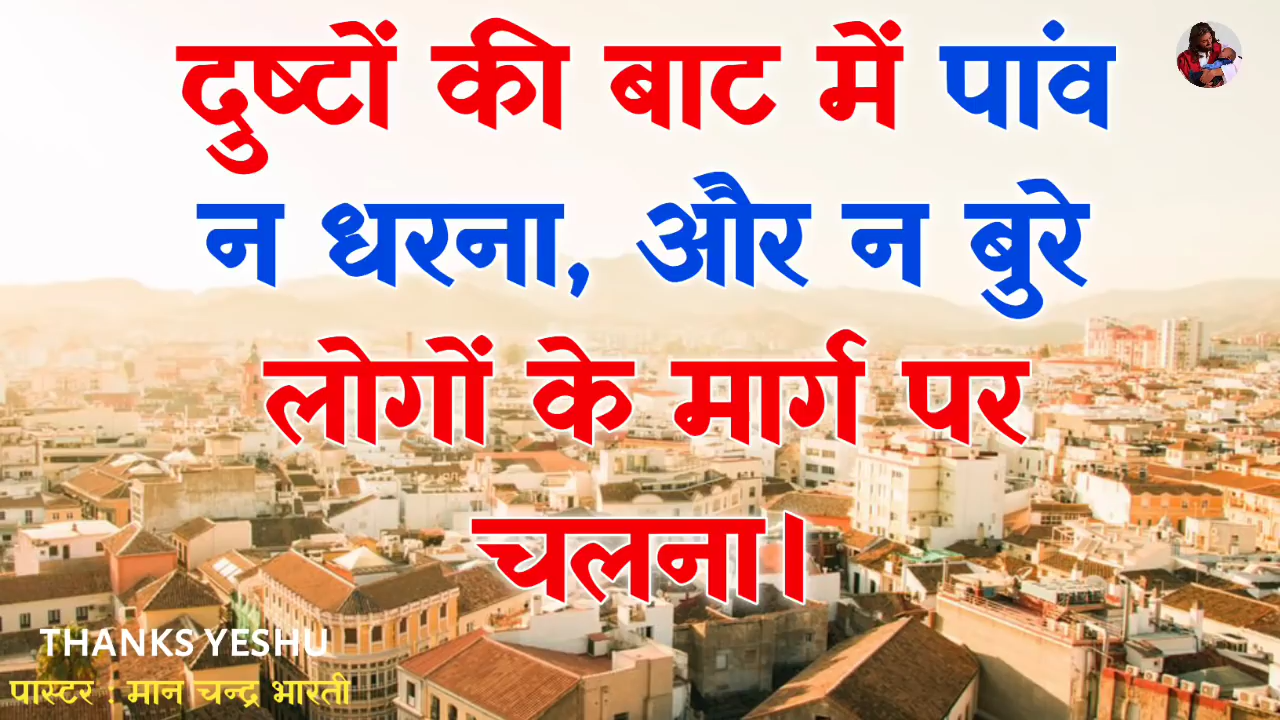 दुष्टों की बाट में पांव
न धरना, और न बुरे
लोगों के मार्ग पर
चलना।
THANKS YESHU
पास्टर : मान चन्द्र भारती